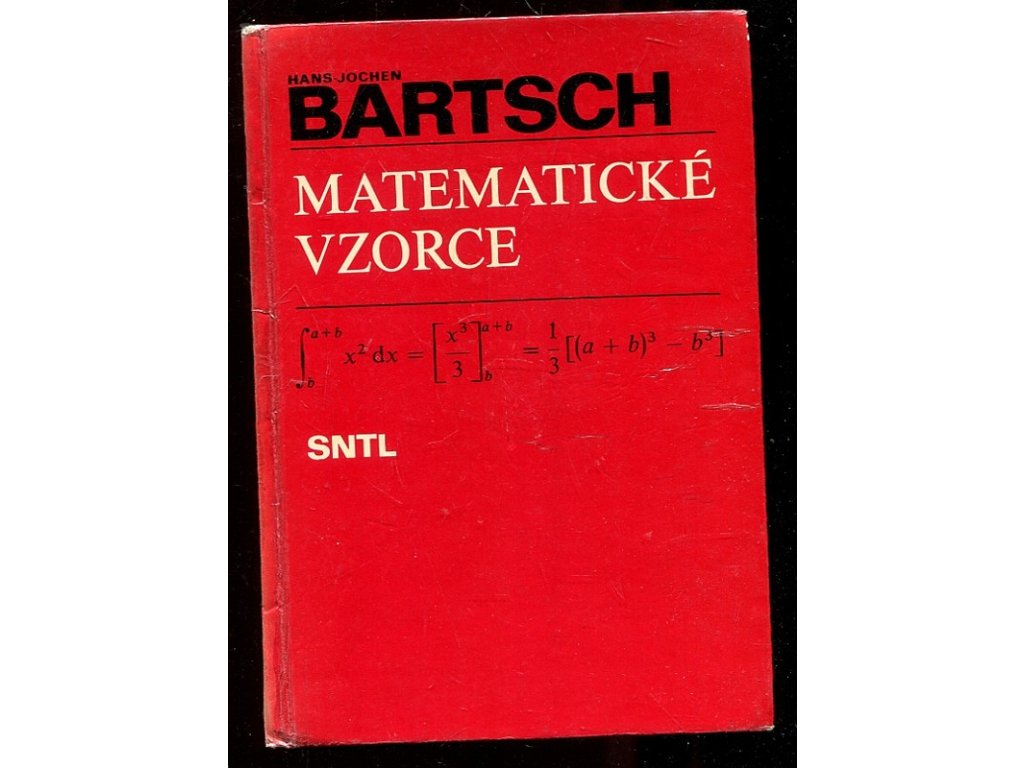 HANS-JOCHEN
BARTSCH
MATEMATICKÉ
VZORCE
∫_b^{a+b} x² dx = [x³/3]_b^{a+b} = 1/3 [(a + b)³ − b³]
SNTL